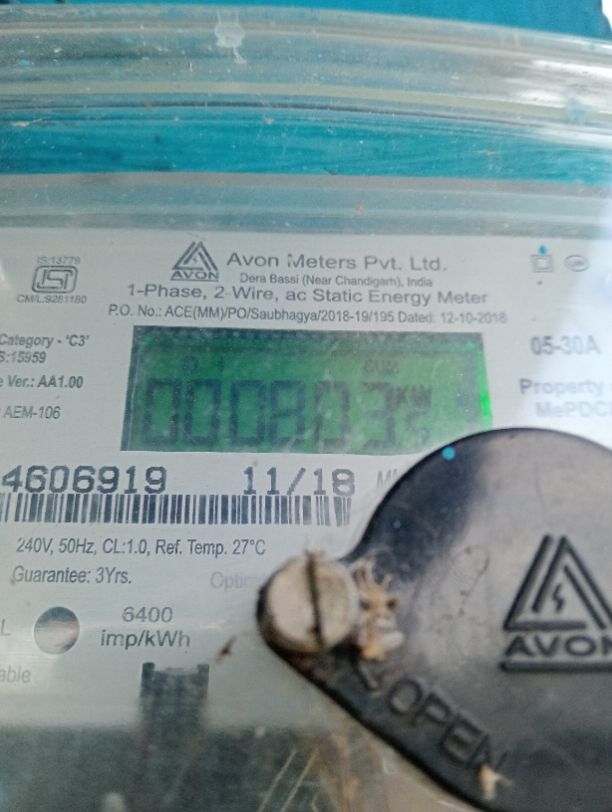 IS:13779
CM/L:9281180
AVON
Avon Meters Pvt. Ltd.
Dera Bassi (Near Chandigarh), India
1-Phase, 2-Wire, ac Static Energy Meter
P.O. No.: ACE(MM)/PO/Saubhagya/2018-19/195 Dated: 12-10-2018
Category - 'C3'
S:15959
e Ver.: AA1.00
AEM-106
05-30A
Property
MePDC
4606919 11/18
240V, 50Hz, CL:1.0, Ref. Temp. 27°C
Guarantee: 3Yrs.
6400
imp/kWh
AVON
OPEN